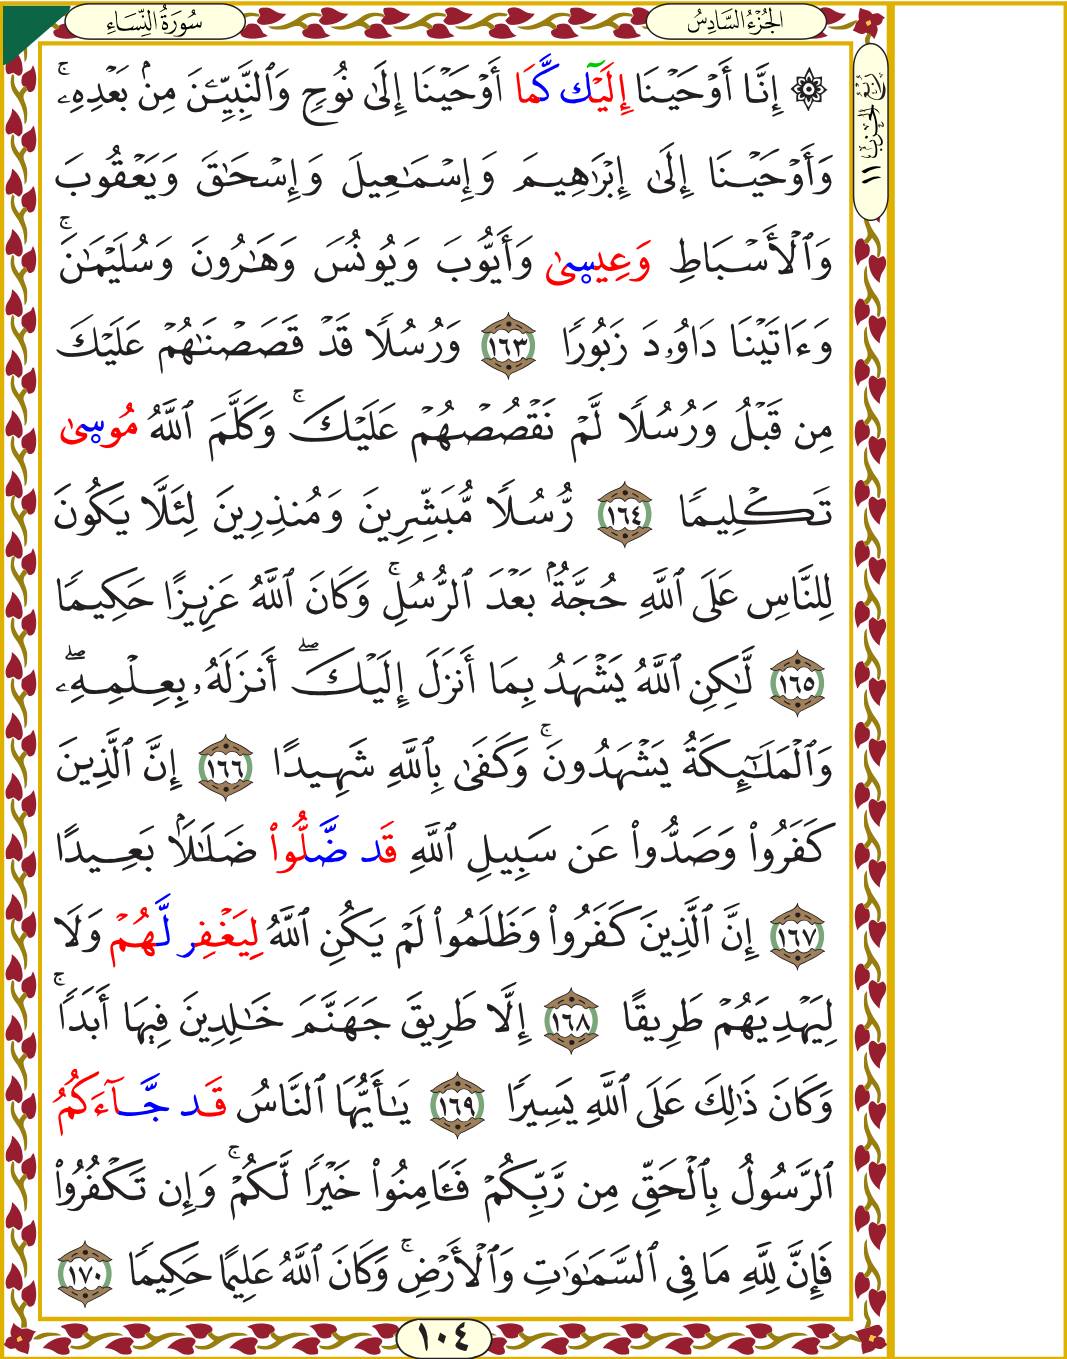 سُورَةُ النِّسَاءِ
الجُزْءُ السَّادِسُ
رُبْعُ الحِزْبِ ١١
۞ إِنَّا أَوۡحَيۡنَا إِلَيۡك كَّمَا أَوۡحَيۡنَا إِلَىٰ نُوحٖ وَٱلنَّبِيِّـۧنَ مِنۢ بَعۡدِهِۦۚ
وَأَوۡحَيۡنَا إِلَىٰ إِبۡرَٰهِيمَ وَإِسۡمَٰعِيلَ وَإِسۡحَٰقَ وَيَعۡقُوبَ
وَٱلۡأَسۡبَاطِ وَعِيسىٰ وَأَيُّوبَ وَيُونُسَ وَهَٰرُونَ وَسُلَيۡمَٰنَۚ
وَءَاتَيۡنَا دَاوُۥدَ زَبُورٗا ١٦٣ وَرُسُلٗا قَدۡ قَصَصۡنَٰهُمۡ عَلَيۡكَ
مِن قَبۡلُ وَرُسُلٗا لَّمۡ نَقۡصُصۡهُمۡ عَلَيۡكَۚ وَكَلَّمَ ٱللَّهُ مُوسىٰ
تَكۡلِيمٗا ١٦٤ رُّسُلٗا مُّبَشِّرِينَ وَمُنذِرِينَ لِئَلَّا يَكُونَ
لِلنَّاسِ عَلَى ٱللَّهِ حُجَّةُۢ بَعۡدَ ٱلرُّسُلِۚ وَكَانَ ٱللَّهُ عَزِيزًا حَكِيمٗا
١٦٥ لَّٰكِنِ ٱللَّهُ يَشۡهَدُ بِمَا أَنزَلَ إِلَيۡكَۖ أَنزَلَهُۥ بِعِلۡمِهِۦۖ
وَٱلۡمَلَٰٓئِكَةُ يَشۡهَدُونَۚ وَكَفَىٰ بِٱللَّهِ شَهِيدًا ١٦٦ إِنَّ ٱلَّذِينَ
كَفَرُواْ وَصَدُّواْ عَن سَبِيلِ ٱللَّهِ قَد ضَّلُّواْ ضَلَٰلَۢا بَعِيدًا
١٦٧ إِنَّ ٱلَّذِينَ كَفَرُواْ وَظَلَمُواْ لَمۡ يَكُنِ ٱللَّهُ لِيَغۡفِر لَّهُمۡ وَلَا
لِيَهۡدِيَهُمۡ طَرِيقًا ١٦٨ إِلَّا طَرِيقَ جَهَنَّمَ خَٰلِدِينَ فِيهَا أَبَدٗاۚ
وَكَانَ ذَٰلِكَ عَلَى ٱللَّهِ يَسِيرٗا ١٦٩ يَٰأَيُّهَا ٱلنَّاسُ قَد جَّآءَكُمُ
ٱلرَّسُولُ بِٱلۡحَقِّ مِن رَّبِّكُمۡ فَـَٔامِنُواْ خَيۡرٗا لَّكُمۡۚ وَإِن تَكۡفُرُواْ
فَإِنَّ لِلَّهِ مَا فِي ٱلسَّمَٰوَٰتِ وَٱلۡأَرۡضِۚ وَكَانَ ٱللَّهُ عَلِيمًا حَكِيمٗا ١٧٠
١٠٤